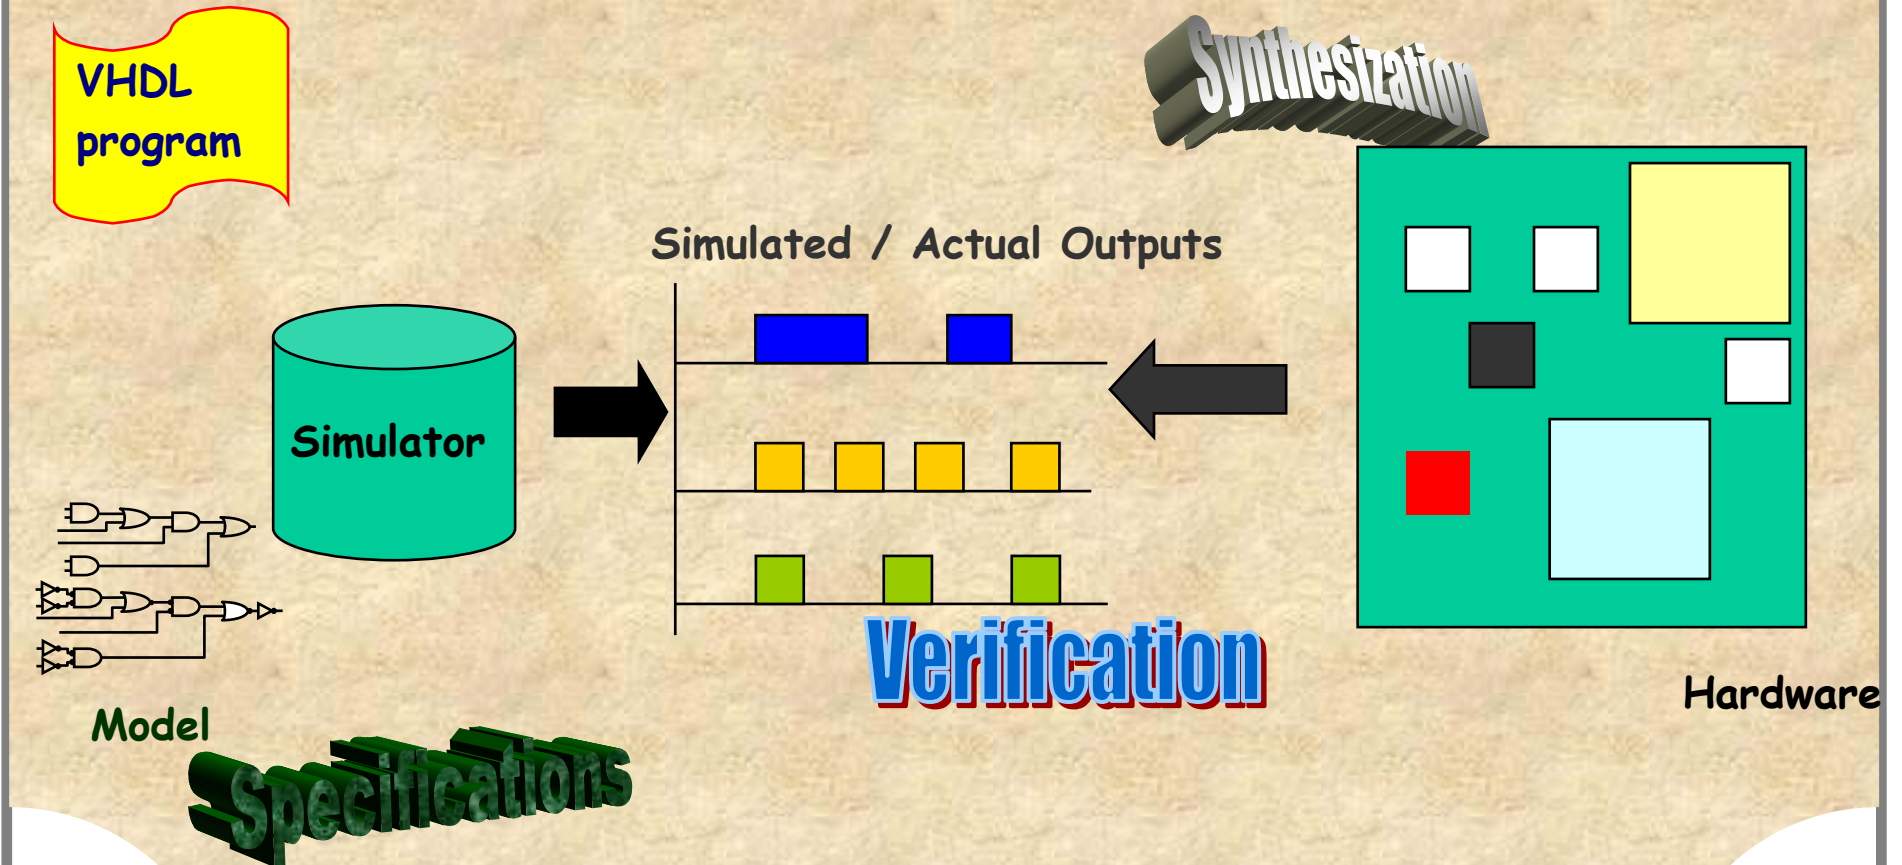 VHDL
program
Synthesization
Simulated / Actual Outputs
Simulator
Verification
Hardware
Model
Specifications